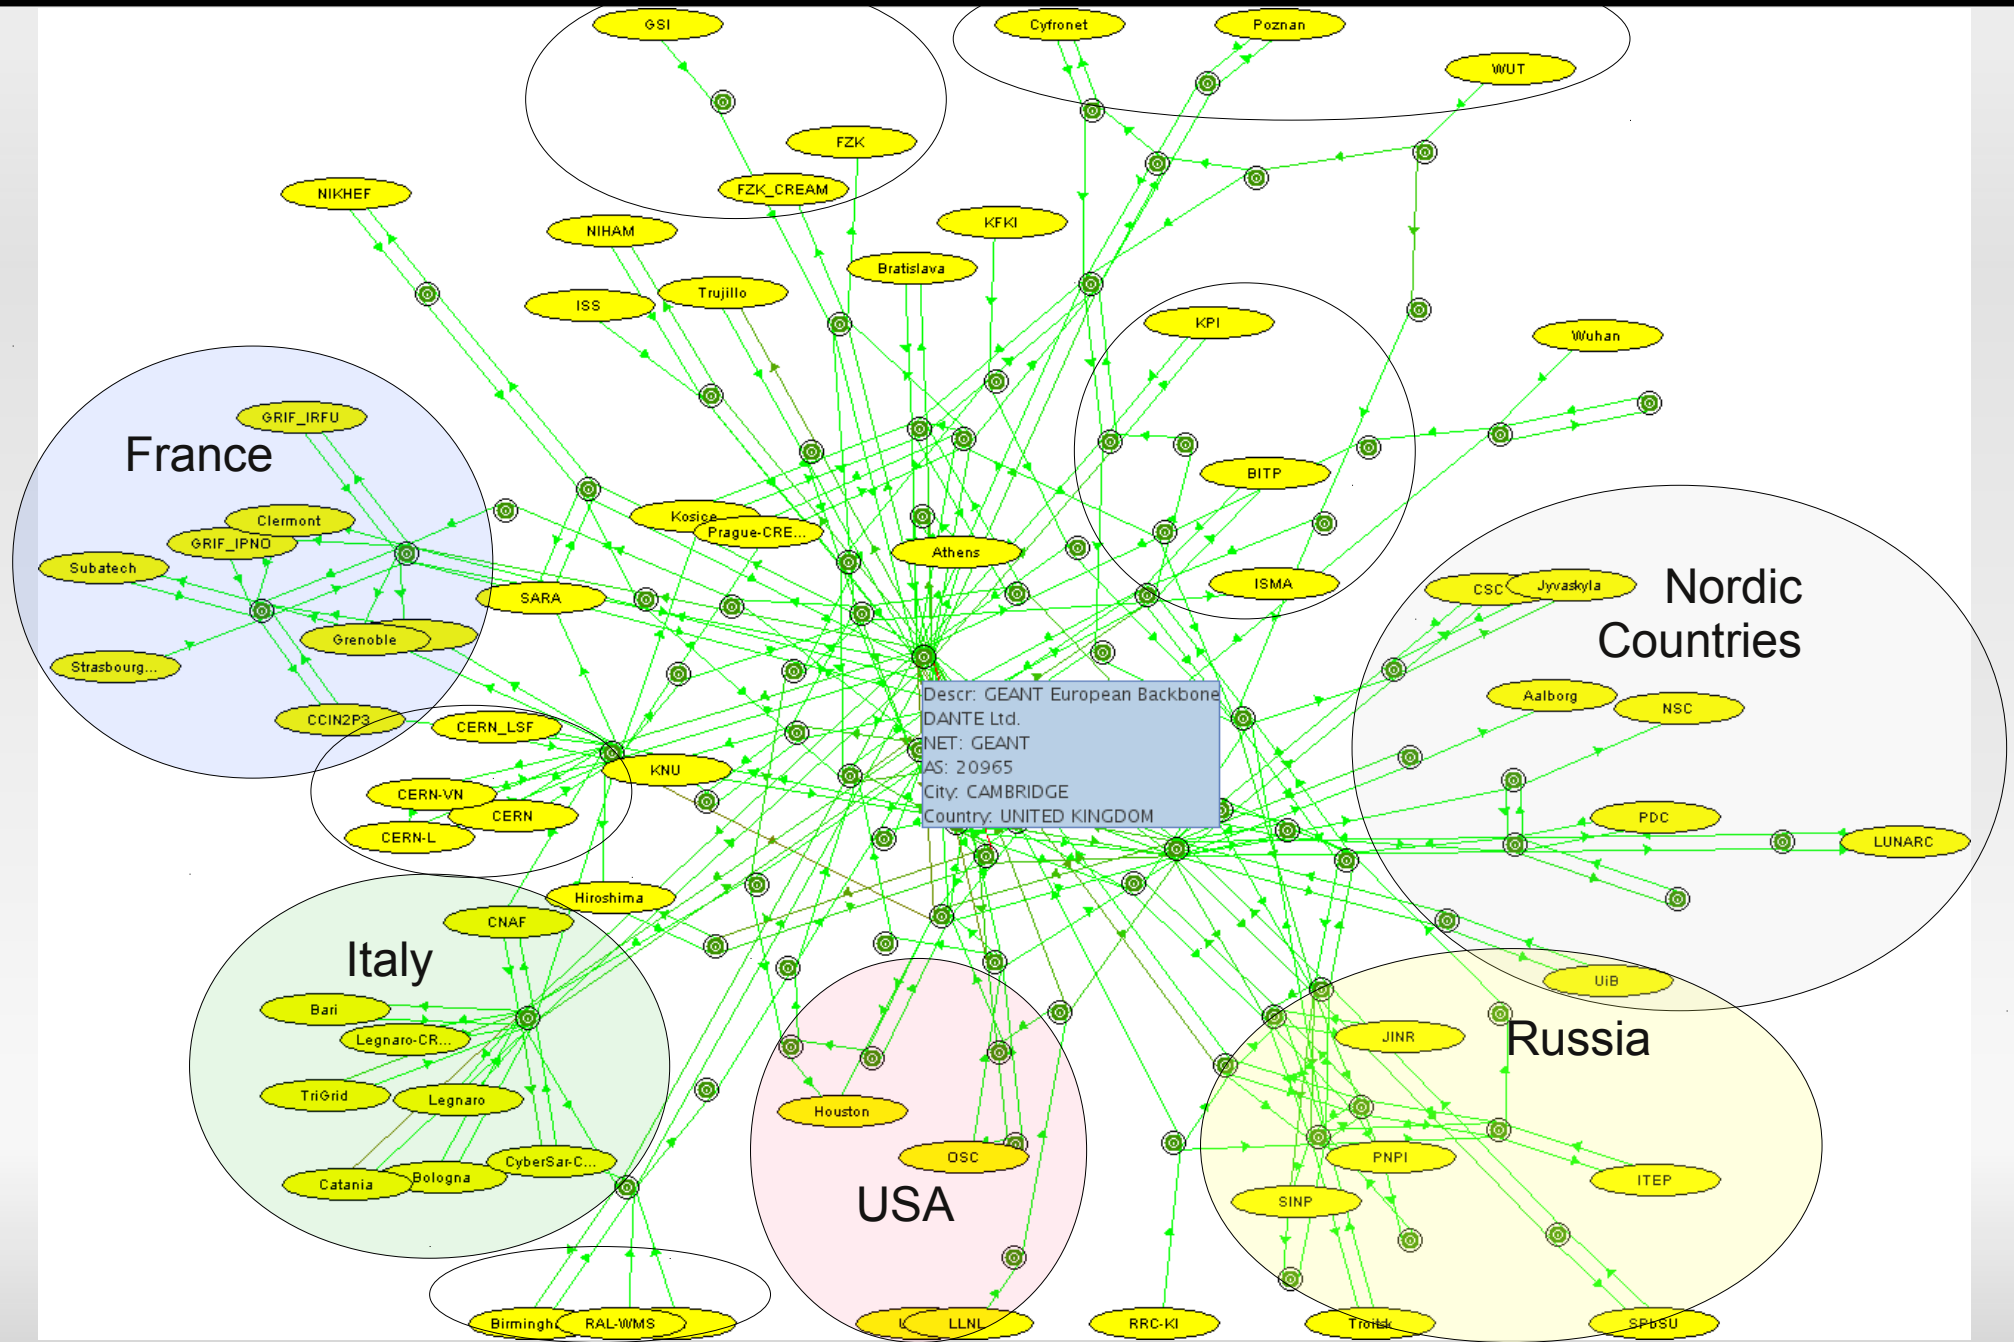 GSI
Cyfronet
Poznan
WUT
FZK
FZK_CREAM
NIKHEF
NIHAM
KFKI
Bratislava
Trujillo
ISS
KPI
Wuhan
GRIF_IRFU
France
BITP
Clermont
Kosice
Prague-CRE...
GRIF_IPNO
Athens
Subatech
SARA
ISMA
CSC
Jyvaskyla
Nordic
Countries
Grenoble
Strasbourg...
Aalborg
NSC
CCIN2P3
CERN_LSF
Descr: GEANT European Backbone
DANTE Ltd.
NET: GEANT
AS: 20965
City: CAMBRIDGE
Country: UNITED KINGDOM
KNU
CERN-VN
CERN
CERN-L
PDC
LUNARC
Hiroshima
CNAF
Italy
UiB
Bari
Legnaro-CR...
JINR
Russia
TriGrid
Legnaro
Houston
OSC
PNPI
CyberSar-C...
Bologna
Catania
ITEP
SINP
USA
RAL-WMS
LLNL
RRC-KI
Troitsk
SPbSU